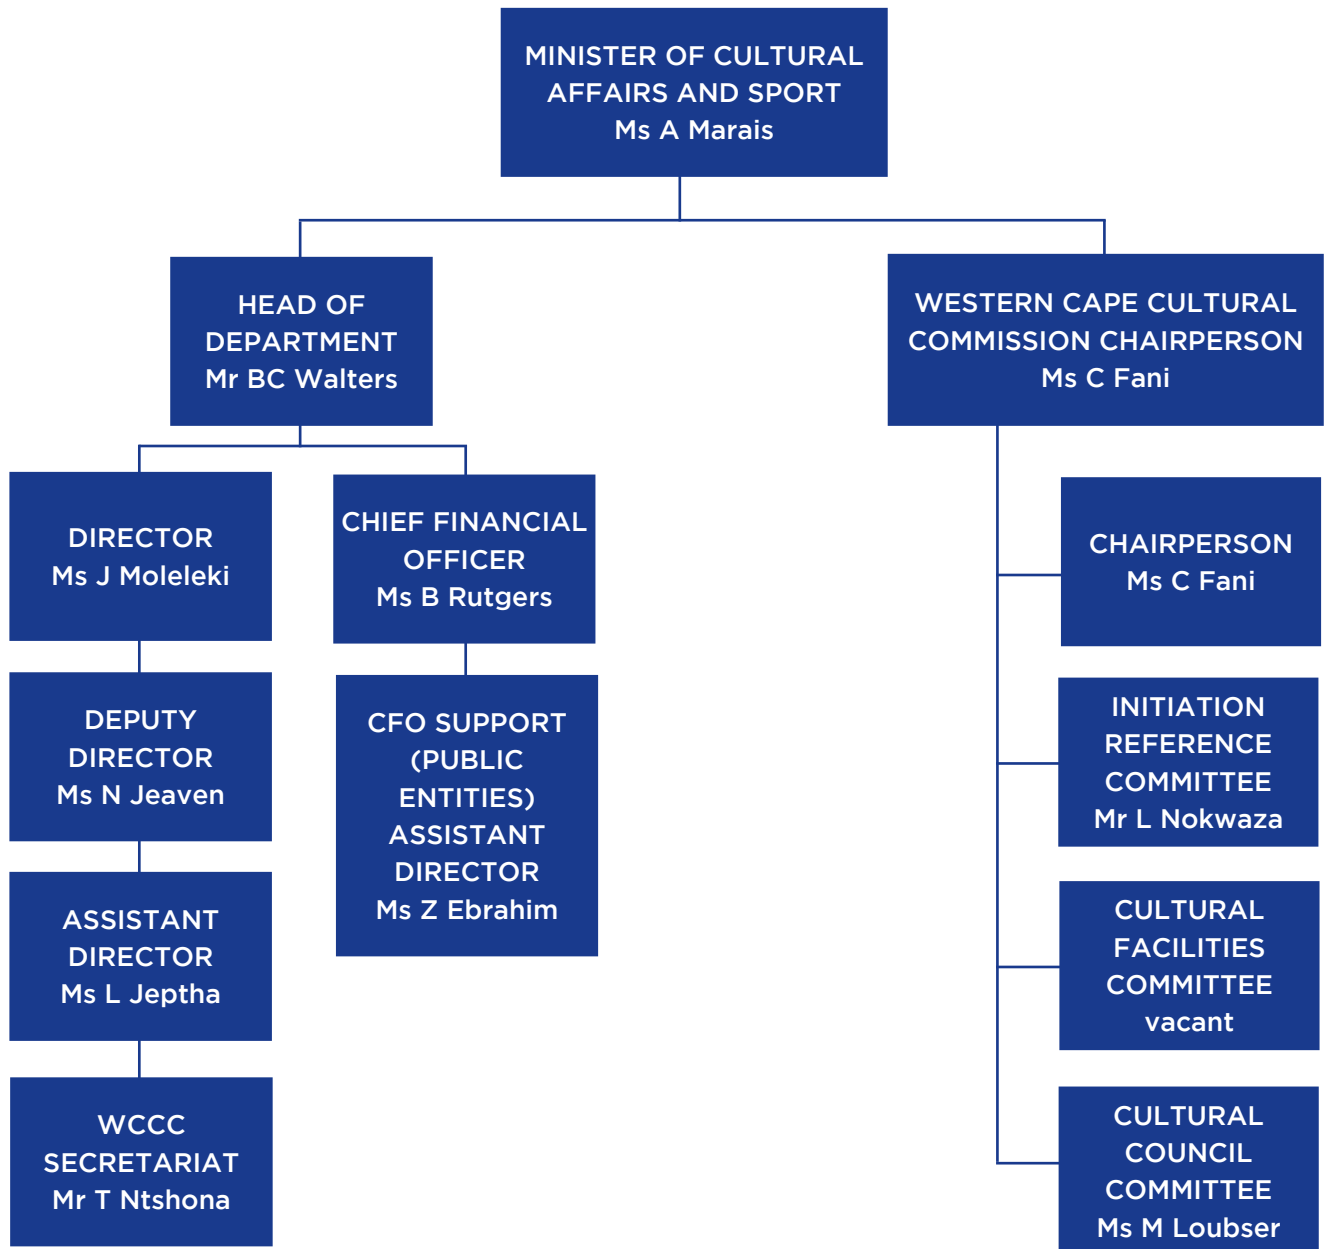 MINISTER OF CULTURAL
AFFAIRS AND SPORT
Ms A Marais
HEAD OF
DEPARTMENT
Mr BC Walters
WESTERN CAPE CULTURAL
COMMISSION CHAIRPERSON
Ms C Fani
DIRECTOR
Ms J Moleleki
CHIEF FINANCIAL
OFFICER
Ms B Rutgers
CHAIRPERSON
Ms C Fani
DEPUTY
DIRECTOR
Ms N Jeaven
CFO SUPPORT
(PUBLIC
ENTITIES)
ASSISTANT
DIRECTOR
Ms Z Ebrahim
INITIATION
REFERENCE
COMMITTEE
Mr L Nokwaza
ASSISTANT
DIRECTOR
Ms L Jeptha
CULTURAL
FACILITIES
COMMITTEE
vacant
WCCC
SECRETARIAT
Mr T Ntshona
CULTURAL
COUNCIL
COMMITTEE
Ms M Loubser